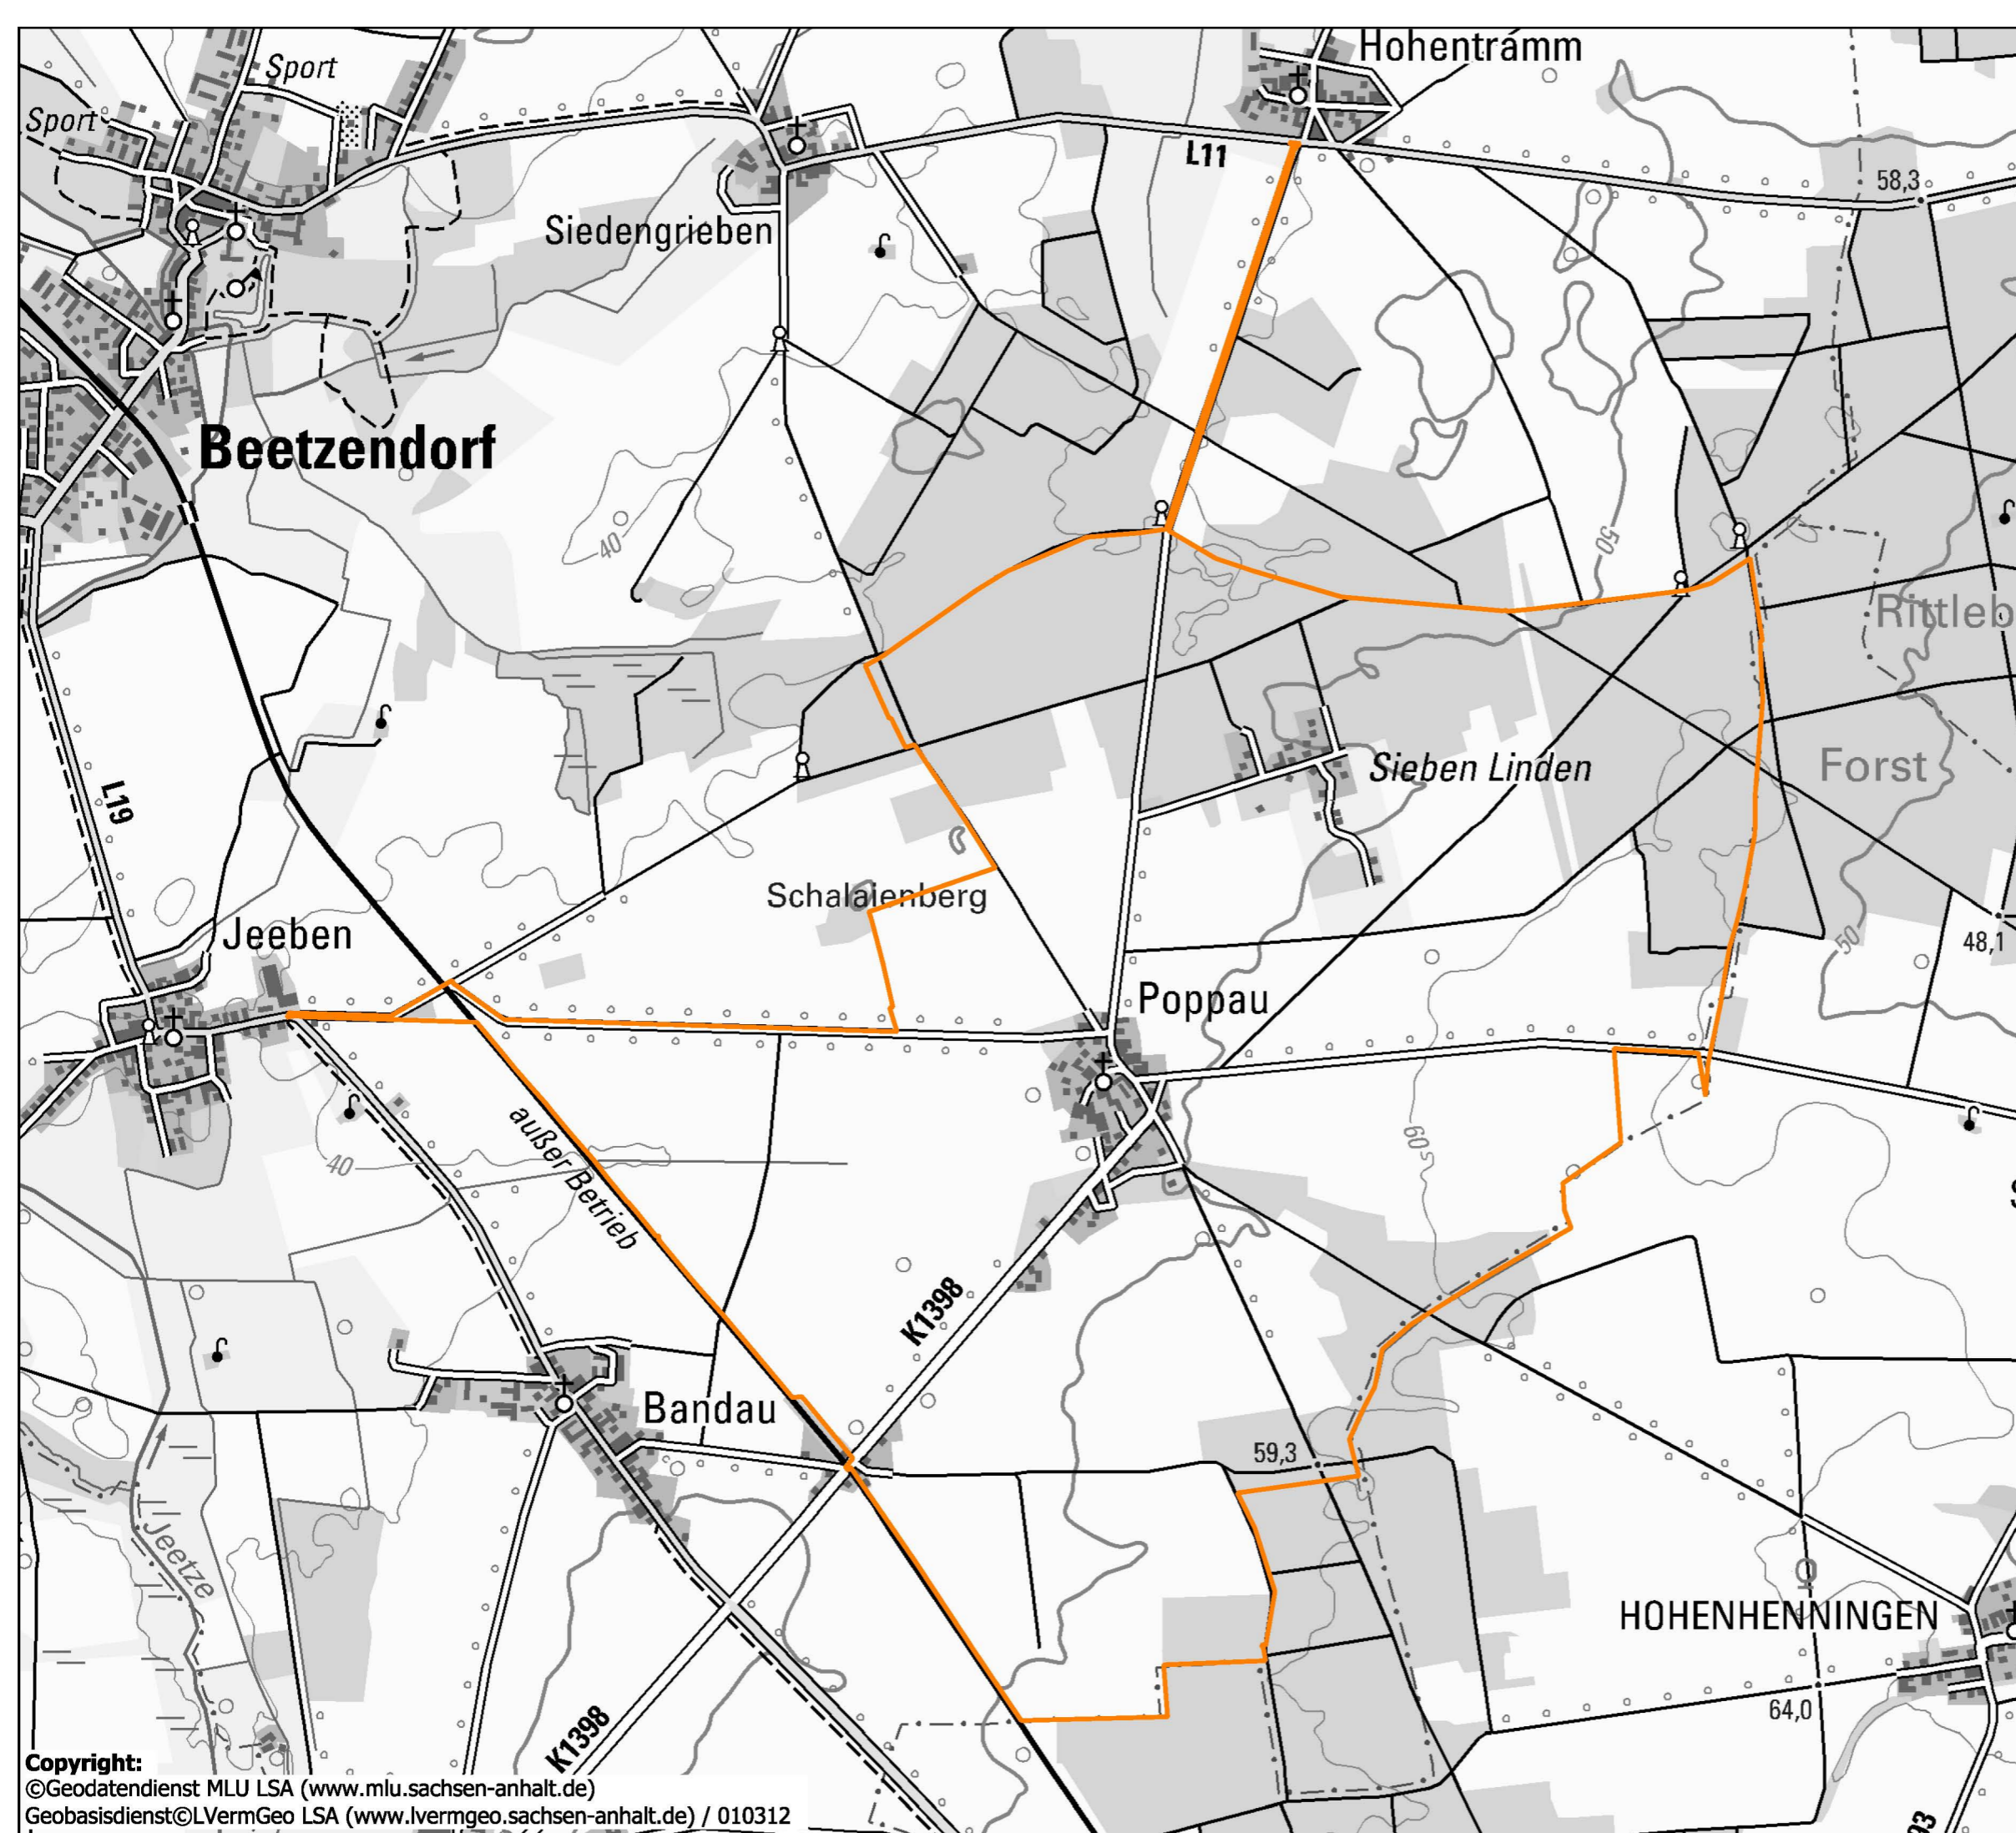 Hohentramm
Sport
Sport
L11
58,3
Siedengrieben
Beetzendorf
40
50
Rittleb
Forst
Sieben Linden
L19
Schalaienberg
Jeeben
50
48,1
Poppau
außer Betrieb
40
60
K1398
Bandau
59,3
Jeetze
HOHENHENNINGEN
64,0
K1398
93
Copyright:
©Geodatendienst MLU LSA (www.mlu.sachsen-anhalt.de)
Geobasisdienst©LVermGeo LSA (www.lvermgeo.sachsen-anhalt.de) / 010312